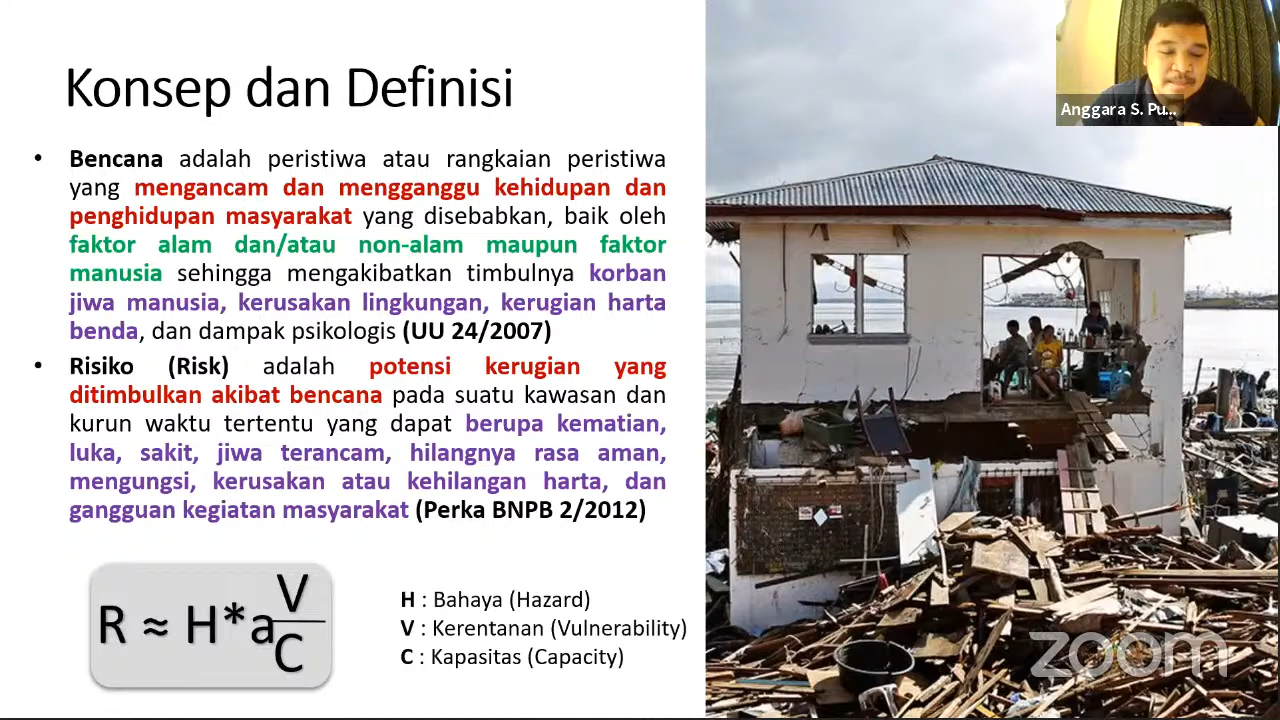 Konsep dan Definisi
• Bencana adalah peristiwa atau rangkaian peristiwa
yang mengancam dan mengganggu kehidupan dan
penghidupan masyarakat yang disebabkan, baik oleh
faktor alam dan/atau non-alam maupun faktor
manusia sehingga mengakibatkan timbulnya korban
jiwa manusia, kerusakan lingkungan, kerugian harta
benda, dan dampak psikologis (UU 24/2007)
• Risiko (Risk) adalah potensi kerugian yang
ditimbulkan akibat bencana pada suatu kawasan dan
kurun waktu tertentu yang dapat berupa kematian,
luka, sakit, jiwa terancam, hilangnya rasa aman,
mengungsi, kerusakan atau kehilangan harta, dan
gangguan kegiatan masyarakat (Perka BNPB 2/2012)
R ≈ H*a V/C
H : Bahaya (Hazard)
V : Kerentanan (Vulnerability)
C : Kapasitas (Capacity)
Anggara S. Pu...
zoom